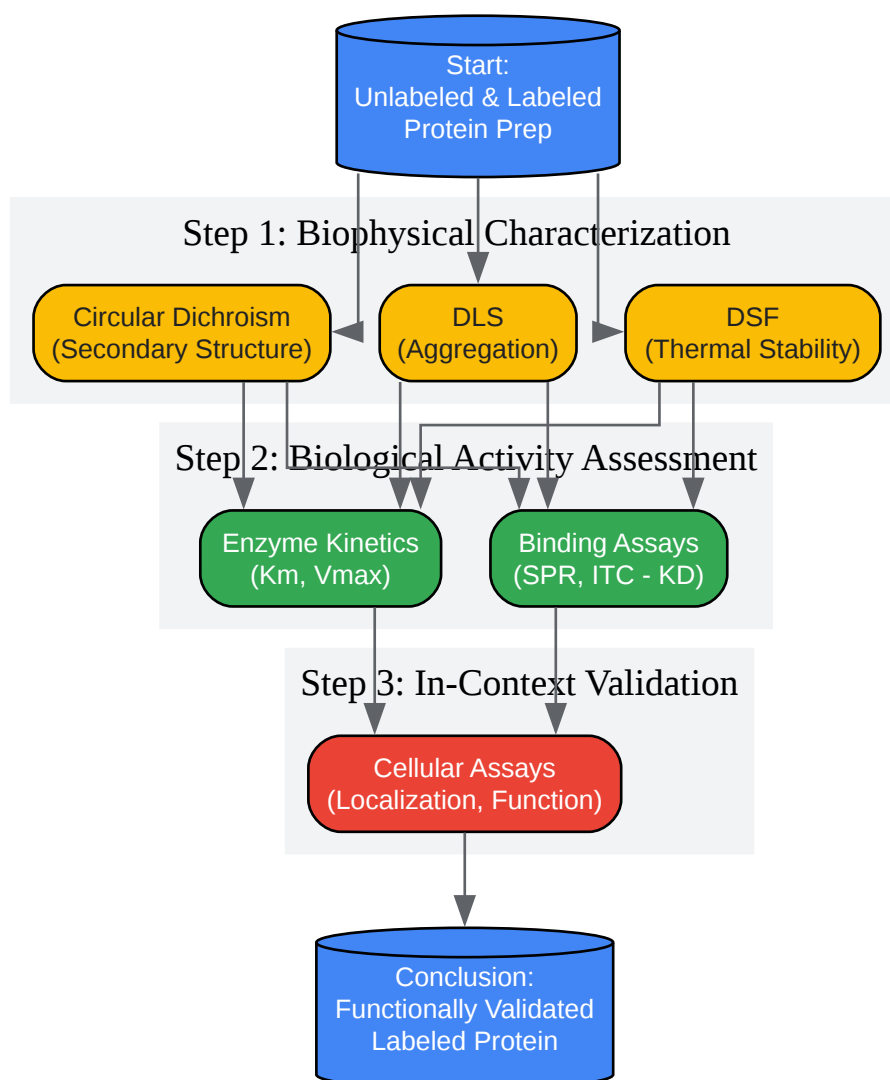 Start:
Unlabeled & Labeled
Protein Prep
Step 1: Biophysical Characterization
Circular Dichroism
(Secondary Structure)
DLS
(Aggregation)
DSF
(Thermal Stability)
Step 2: Biological Activity Assessment
Enzyme Kinetics
(Km, Vmax)
Binding Assays
(SPR, ITC - KD)
Step 3: In-Context Validation
Cellular Assays
(Localization, Function)
Conclusion:
Functionally Validated
Labeled Protein